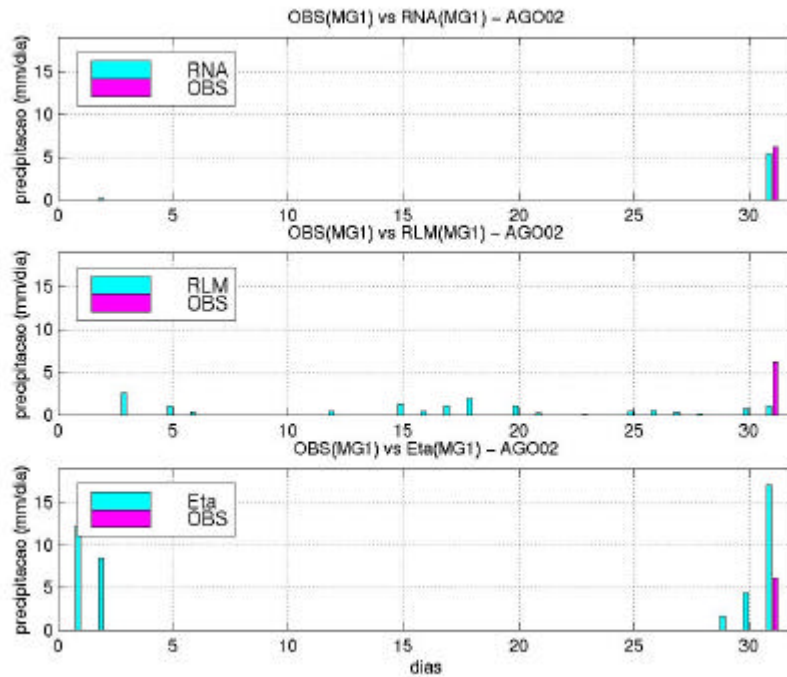 OBS(MG1) vs RNA(MG1) – AGO02
precipitacao (mm/dia)
15
10
5
0
RNA
OBS
0 5 10 15 20 25 30
OBS(MG1) vs RLM(MG1) – AGO02
precipitacao (mm/dia)
15
10
5
0
RLM
OBS
0 5 10 15 20 25 30
OBS(MG1) vs Eta(MG1) – AGO02
precipitacao (mm/dia)
15
10
5
0
Eta
OBS
0 5 10 15 20 25 30
dias